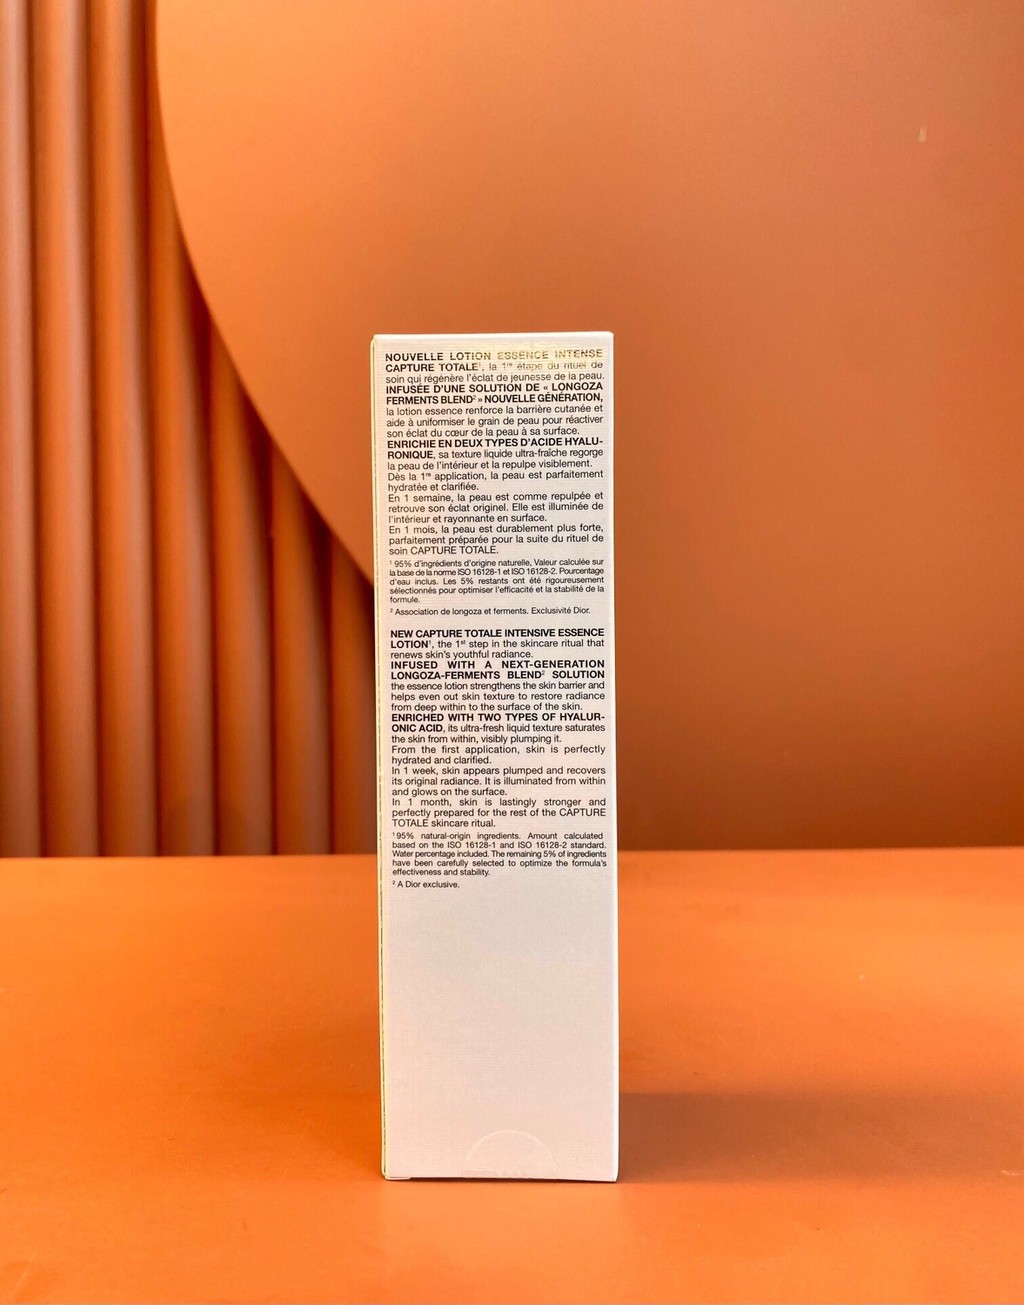 NOUVELLE LOTION ESSENCE INTENSE
CAPTURE TOTALE¹, la 1ʳᵉ étape du rituel de
soin qui régénère l'éclat de jeunesse de la peau.
INFUSÉE D'UNE SOLUTION DE « LONGOZA
FERMENTS BLEND² » NOUVELLE GÉNÉRATION,
la lotion essence renforce la barrière cutanée et
aide à uniformiser le grain de peau pour réactiver
son éclat du cœur de la peau à sa surface.
ENRICHIE EN DEUX TYPES D'ACIDE HYALU-
RONIQUE, sa texture liquide ultra-fraîche regorge
la peau de l'intérieur et la repulpe visiblement.
Dès la 1ʳᵉ application, la peau est parfaitement
hydratée et clarifiée.
En 1 semaine, la peau est comme repulpée et
retrouve son éclat originel. Elle est illuminée de
l'intérieur et rayonnante en surface.
En 1 mois, la peau est durablement plus forte,
parfaitement préparée pour la suite du rituel de
soin CAPTURE TOTALE.
¹ 95% d'ingrédients d'origine naturelle, Valeur calculée sur
la base de la norme ISO 16128-1 et ISO 16128-2. Pourcentage
d'eau inclus. Les 5% restants ont été rigoureusement
sélectionnés pour optimiser l'efficacité et la stabilité de la
formule.
² Association de longoza et ferments. Exclusivité Dior.
NEW CAPTURE TOTALE INTENSIVE ESSENCE
LOTION¹, the 1ˢᵗ step in the skincare ritual that
renews skin's youthful radiance.
INFUSED WITH A NEXT-GENERATION
LONGOZA-FERMENTS BLEND² SOLUTION
the essence lotion strengthens the skin barrier and
helps even out skin texture to restore radiance
from deep within to the surface of the skin.
ENRICHED WITH TWO TYPES OF HYALUR-
ONIC ACID, its ultra-fresh liquid texture saturates
the skin from within, visibly plumping it.
From the first application, skin is perfectly
hydrated and clarified.
In 1 week, skin appears plumped and recovers
its original radiance. It is illuminated from within
and glows on the surface.
In 1 month, skin is lastingly stronger and
perfectly prepared for the rest of the CAPTURE
TOTALE skincare ritual.
¹ 95% natural-origin ingredients. Amount calculated
based on the ISO 16128-1 and ISO 16128-2 standard.
Water percentage included. The remaining 5% of ingredients
have been carefully selected to optimize the formula's
effectiveness and stability.
² A Dior exclusive.